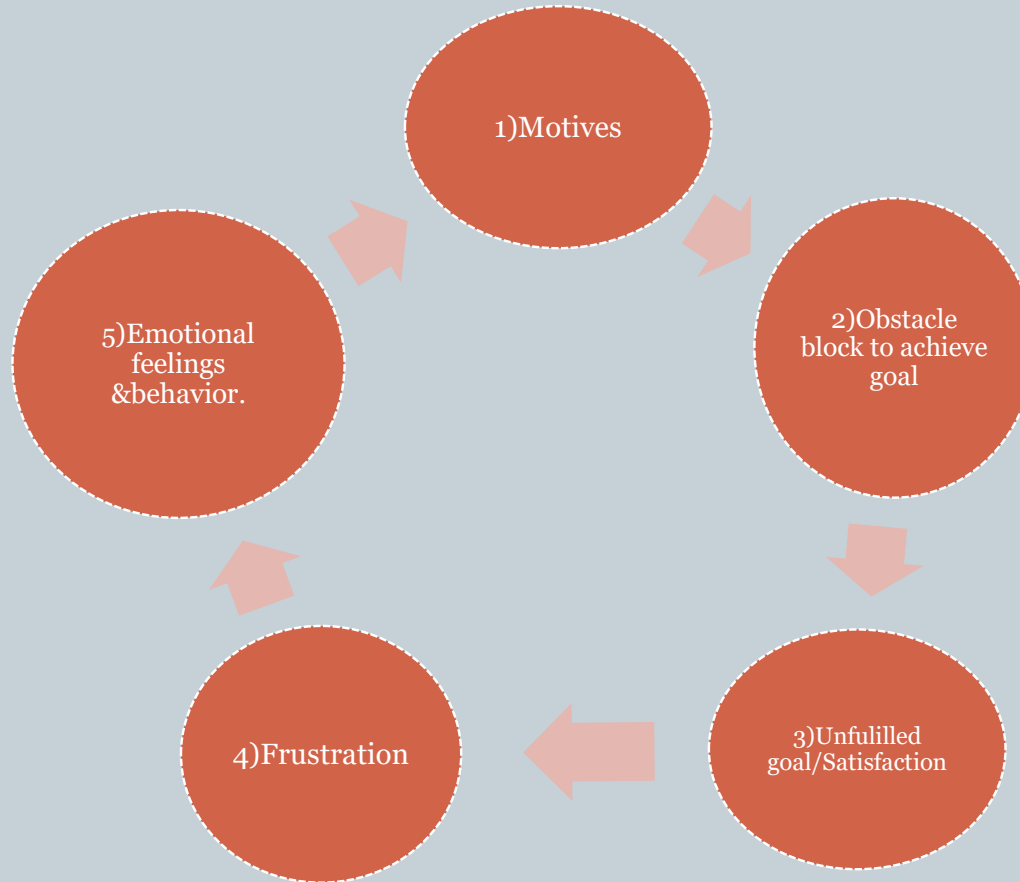 1)Motives
2)Obstacle
block to achieve
goal
3)Unfulilled
goal/Satisfaction
4)Frustration
5)Emotional
feelings
&behavior.